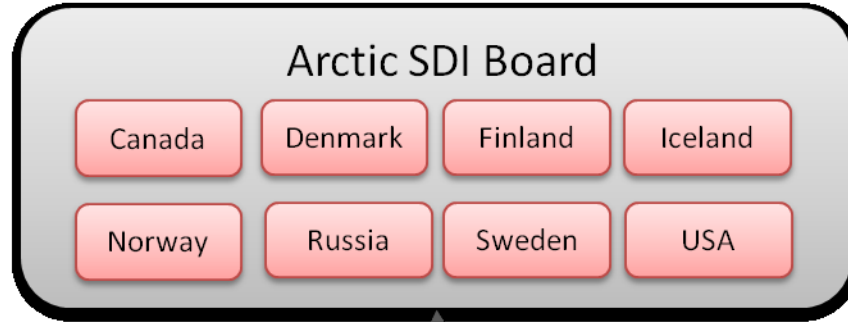 Arctic SDI Board
Canada Denmark Finland Iceland
Norway Russia Sweden USA